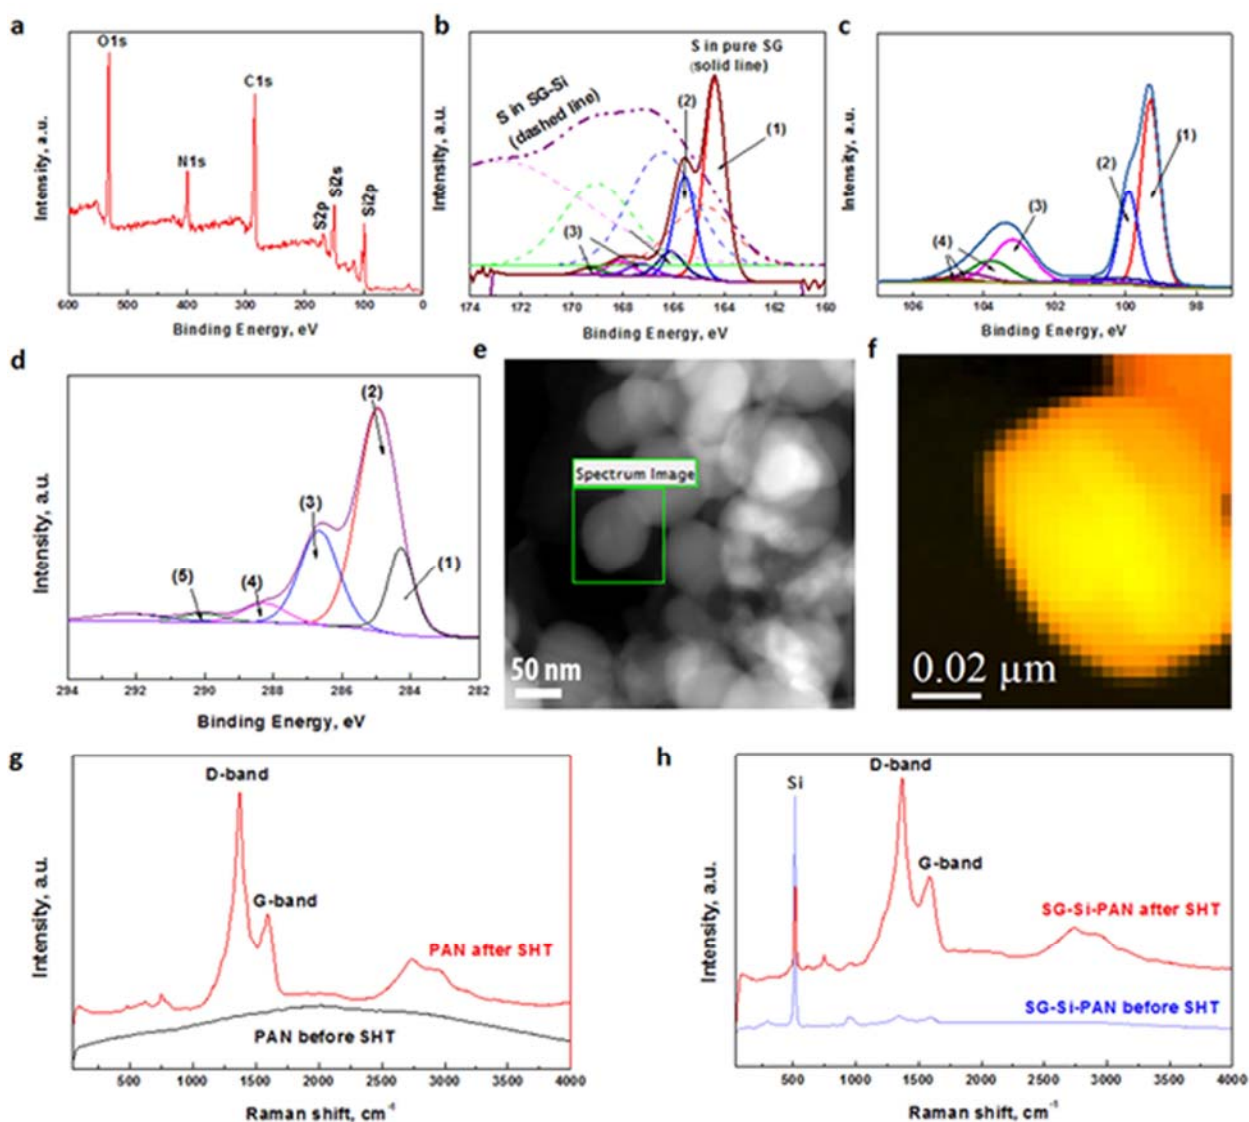 a
O1s
C1s
N1s
S2p
Si2s
Si2p
Intensity, a.u.
600 500 400 300 200 100 0
Binding Energy, eV
b
S in pure SG
(solid line)
S in SG-Si
(dashed line)
(2)
(1)
(3)
Intensity, a.u.
174 172 170 168 166 164 162 160
Binding Energy, eV
c
(1)
(2)
(3)
(4)
Intensity, a.u.
106 104 102 100 98
Binding Energy, eV
d
(2)
(3)
(1)
(5)
(4)
Intensity, a.u.
294 292 290 288 286 284 282
Binding Energy, eV
e
Spectrum Image
50 nm
f
0.02 µm
g
D-band
G-band
PAN after SHT
PAN before SHT
Intensity, a.u.
500 1000 1500 2000 2500 3000 3500 4000
Raman shift, cm⁻¹
h
D-band
Si
G-band
SG-Si-PAN after SHT
SG-Si-PAN before SHT
Intensity, a.u.
500 1000 1500 2000 2500 3000 3500 4000
Raman shift, cm⁻¹